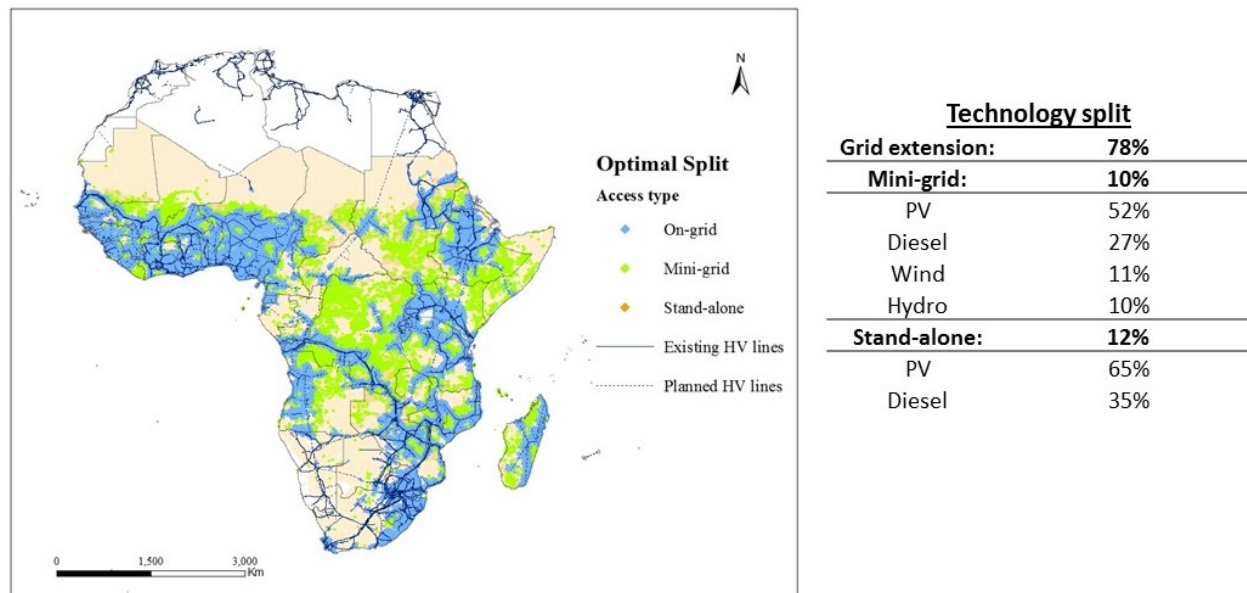 N
Optimal Split
Access type
On-grid
Mini-grid
Stand-alone
Existing HV lines
Planned HV lines
0 1,500 3,000
Km
Technology split
Grid extension: 78%
Mini-grid: 10%
PV 52%
Diesel 27%
Wind 11%
Hydro 10%
Stand-alone: 12%
PV 65%
Diesel 35%